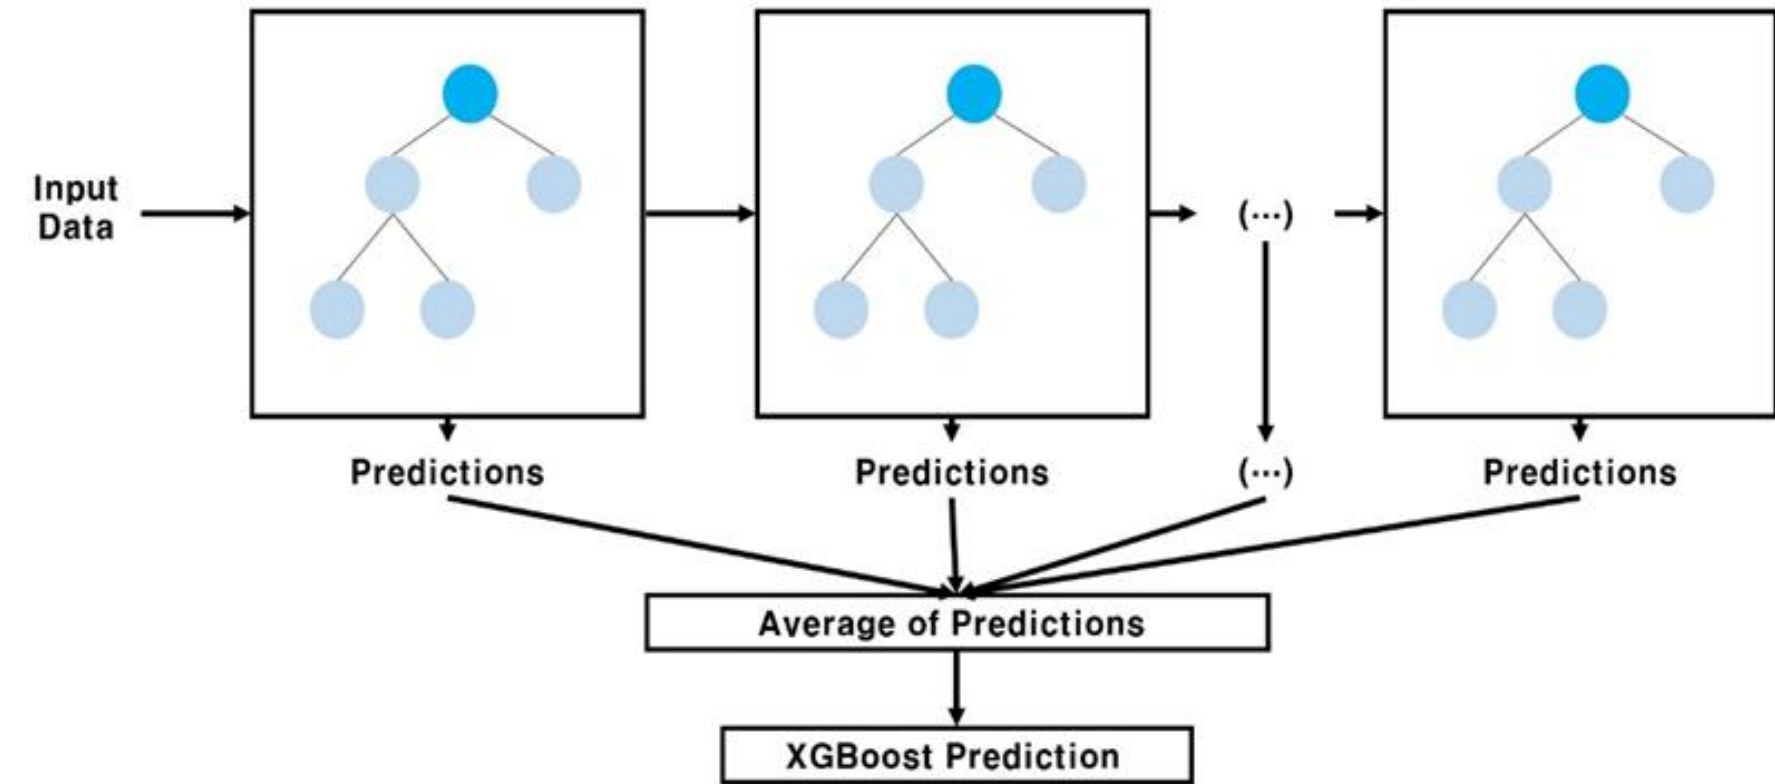 Input
Data
(...)
Predictions
Predictions
(...)
Predictions
Average of Predictions
XGBoost Prediction